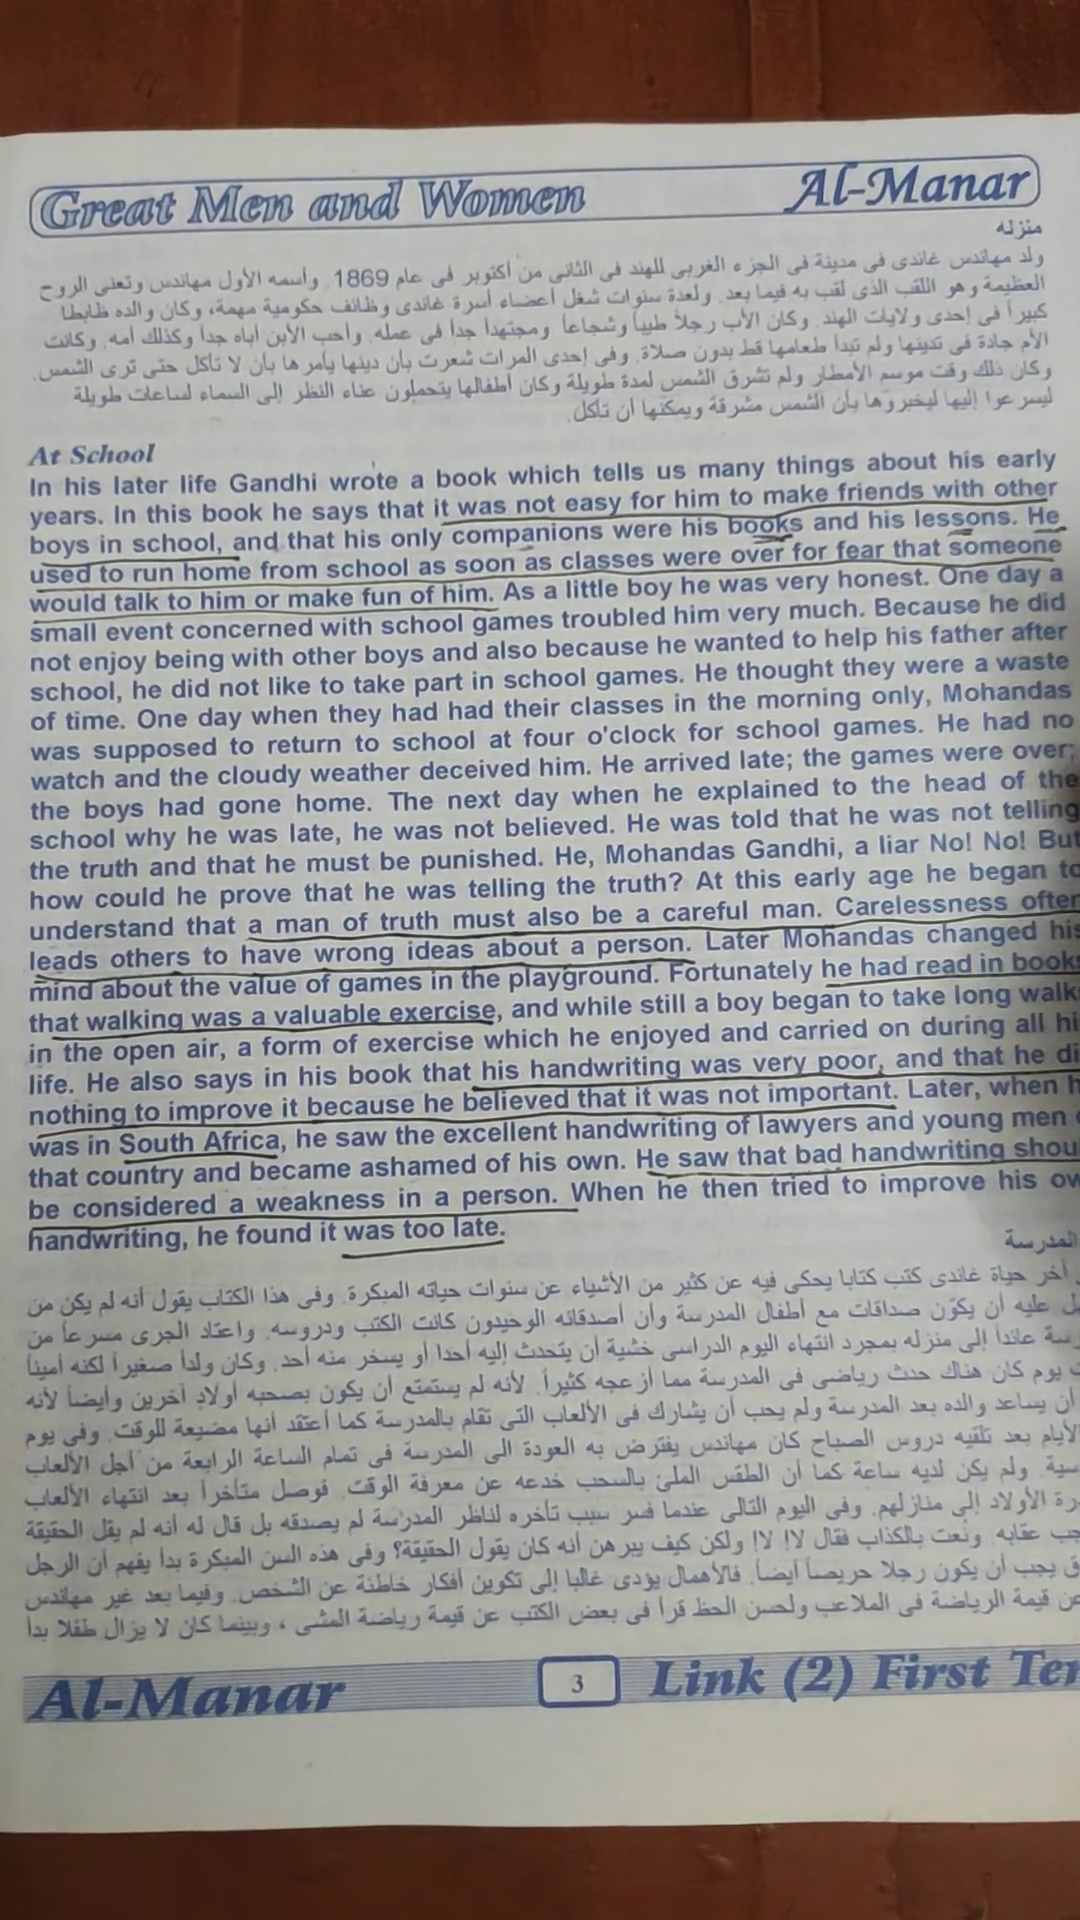 Great Men and Women Al-Manar
منزله
ولد مهاندس غاندى فى مدينة فى الجزء الغربى للهند فى الثانى من أكتوبر فى عام 1869. وأسمه الأول مهاندس وتعنى الروح
العظيمة وهو اللقب الذى لقب به فيما بعد. ولعدة سنوات شغل أعضاء أسرة غاندى وظائف حكومية مهمة، وكان والده ظابطا
كبيراً فى إحدى ولايات الهند. وكان الأب رجلاً طيباً وشجاعاً ومجتهداً جداً فى عمله. وأحب الأبن أباه جداً وكذلك أمه. وكانت
الأم جادة فى تدينها ولم تبدأ طعامها قط بدون صلاة. وفى إحدى المرات شعرت بأن دينها يأمرها بأن لا تأكل حتى ترى الشمس.
وكان ذلك وقت موسم الأمطار ولم تشرق الشمس لمدة طويلة وكان أطفالها يتحملون عناء النظر إلى السماء لساعات طويلة
ليسرعوا إليها ليخبروها بأن الشمس مشرقة ويمكنها أن تأكل.
At School
In his later life Gandhi wrote a book which tells us many things about his early
years. In this book he says that it was not easy for him to make friends with other
boys in school, and that his only companions were his books and his lessons. He
used to run home from school as soon as classes were over for fear that someone
would talk to him or make fun of him. As a little boy he was very honest. One day a
small event concerned with school games troubled him very much. Because he did
not enjoy being with other boys and also because he wanted to help his father after
school, he did not like to take part in school games. He thought they were a waste
of time. One day when they had had their classes in the morning only, Mohandas
was supposed to return to school at four o'clock for school games. He had no
watch and the cloudy weather deceived him. He arrived late; the games were over;
the boys had gone home. The next day when he explained to the head of the
school why he was late, he was not believed. He was told that he was not telling
the truth and that he must be punished. He, Mohandas Gandhi, a liar No! No! But
how could he prove that he was telling the truth? At this early age he began to
understand that a man of truth must also be a careful man. Carelessness often
leads others to have wrong ideas about a person. Later Mohandas changed his
mind about the value of games in the playground. Fortunately he had read in books
that walking was a valuable exercise, and while still a boy began to take long walk
in the open air, a form of exercise which he enjoyed and carried on during all hi
life. He also says in his book that his handwriting was very poor, and that he di
nothing to improve it because he believed that it was not important. Later, when h
was in South Africa, he saw the excellent handwriting of lawyers and young men
that country and became ashamed of his own. He saw that bad handwriting shou
be considered a weakness in a person. When he then tried to improve his ow
handwriting, he found it was too late.
المدرسة
آخر حياة غاندى كتب كتابا يحكى فيه عن كثير من الأشياء عن سنوات حياته المبكرة. وفى هذا الكتاب يقول أنه لم يكن من
ل عليه أن يكوّن صداقات مع أطفال المدرسة وأن أصدقائه الوحيدون كانت الكتب ودروسه. واعتاد الجرى مسرعاً من
رسة عائداً إلى منزله بمجرد انتهاء اليوم الدراسى خشية أن يتحدث إليه أحدا أو يسخر منه أحد. وكان ولداً صغيراً لكنه أميناً
ت يوم كان هناك حدث رياضى فى المدرسة مما أزعجه كثيراً. لأنه لم يستمتع أن يكون بصحبه أولاد آخرين وأيضاً لأنه
أن يساعد والده بعد المدرسة ولم يحب أن يشارك فى الألعاب التى تقام بالمدرسة كما أعتقد أنها مضيعة للوقت. وفى يوم
الأيام بعد تلقيه دروس الصباح كان مهاندس يفترض به العودة الى المدرسة فى تمام الساعة الرابعة من أجل الألعاب
سية. ولم يكن لديه ساعة كما أن الطقس الملئ بالسحب خدعه عن معرفة الوقت. فوصل متأخراً بعد انتهاء الألعاب
رة الأولاد إلى منازلهم. وفى اليوم التالى عندما فسر سبب تأخره لناظر المدرسة لم يصدقه بل قال له أنه لم يقل الحقيقة
جب عقابه. ونعت بالكذاب فقال لا! لا! ولكن كيف يبرهن أنه كان يقول الحقيقة؟ وفى هذه السن المبكرة بدأ يفهم أن الرجل
ق يجب أن يكون رجلا حريصاً أيضاً. فالأهمال يؤدى غالبا إلى تكوين أفكار خاطئة عن الشخص. وفيما بعد غير مهاندس
عن قيمة الرياضة فى الملاعب ولحسن الحظ قرأ فى بعض الكتب عن قيمة رياضة المشى ، وبينما كان لا يزال طفلا بدأ
Al-Manar 3 Link (2) First Ter